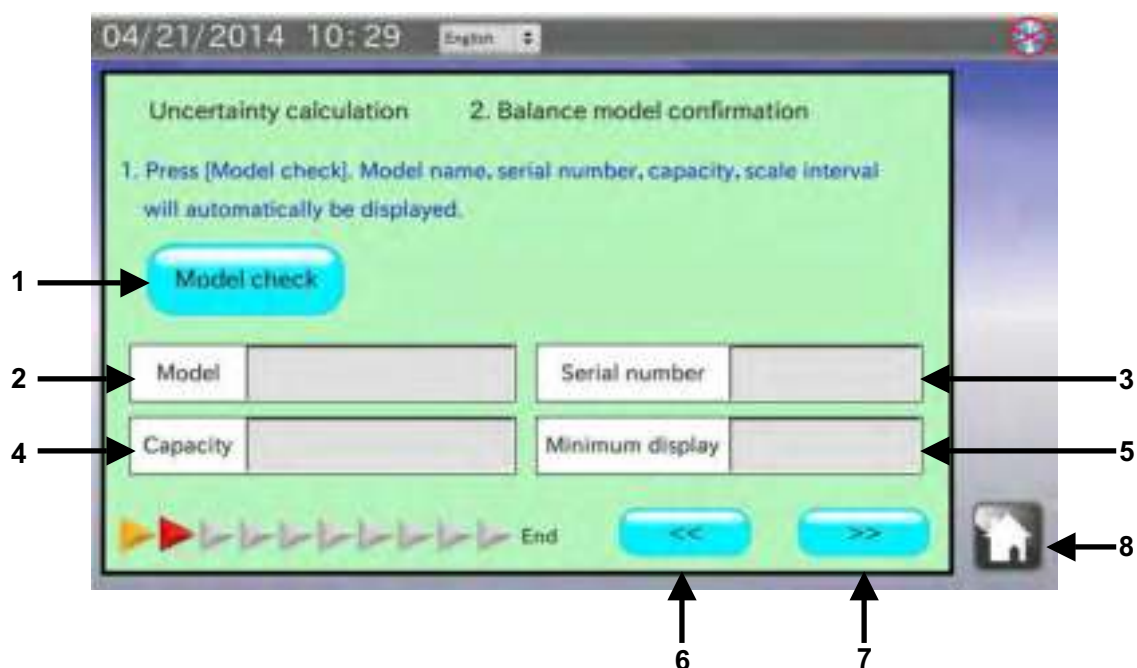 04/21/2014 10:29 English
Uncertainty calculation 2. Balance model confirmation
1. Press [Model check]. Model name, serial number, capacity, scale interval
will automatically be displayed.
1 Model check
2 Model Serial number 3
4 Capacity Minimum display 5
End << >>
8
6 7